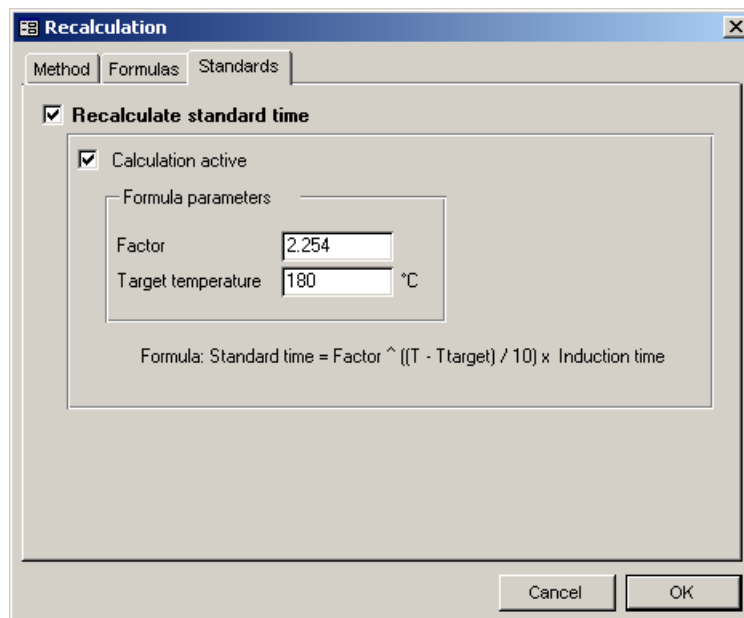 Recalculation
Method Formulas Standards
Recalculate standard time
Calculation active
Formula parameters
Factor 2.254
Target temperature 180 °C
Formula: Standard time = Factor ^ ((T - Ttarget) / 10) x Induction time
Cancel OK